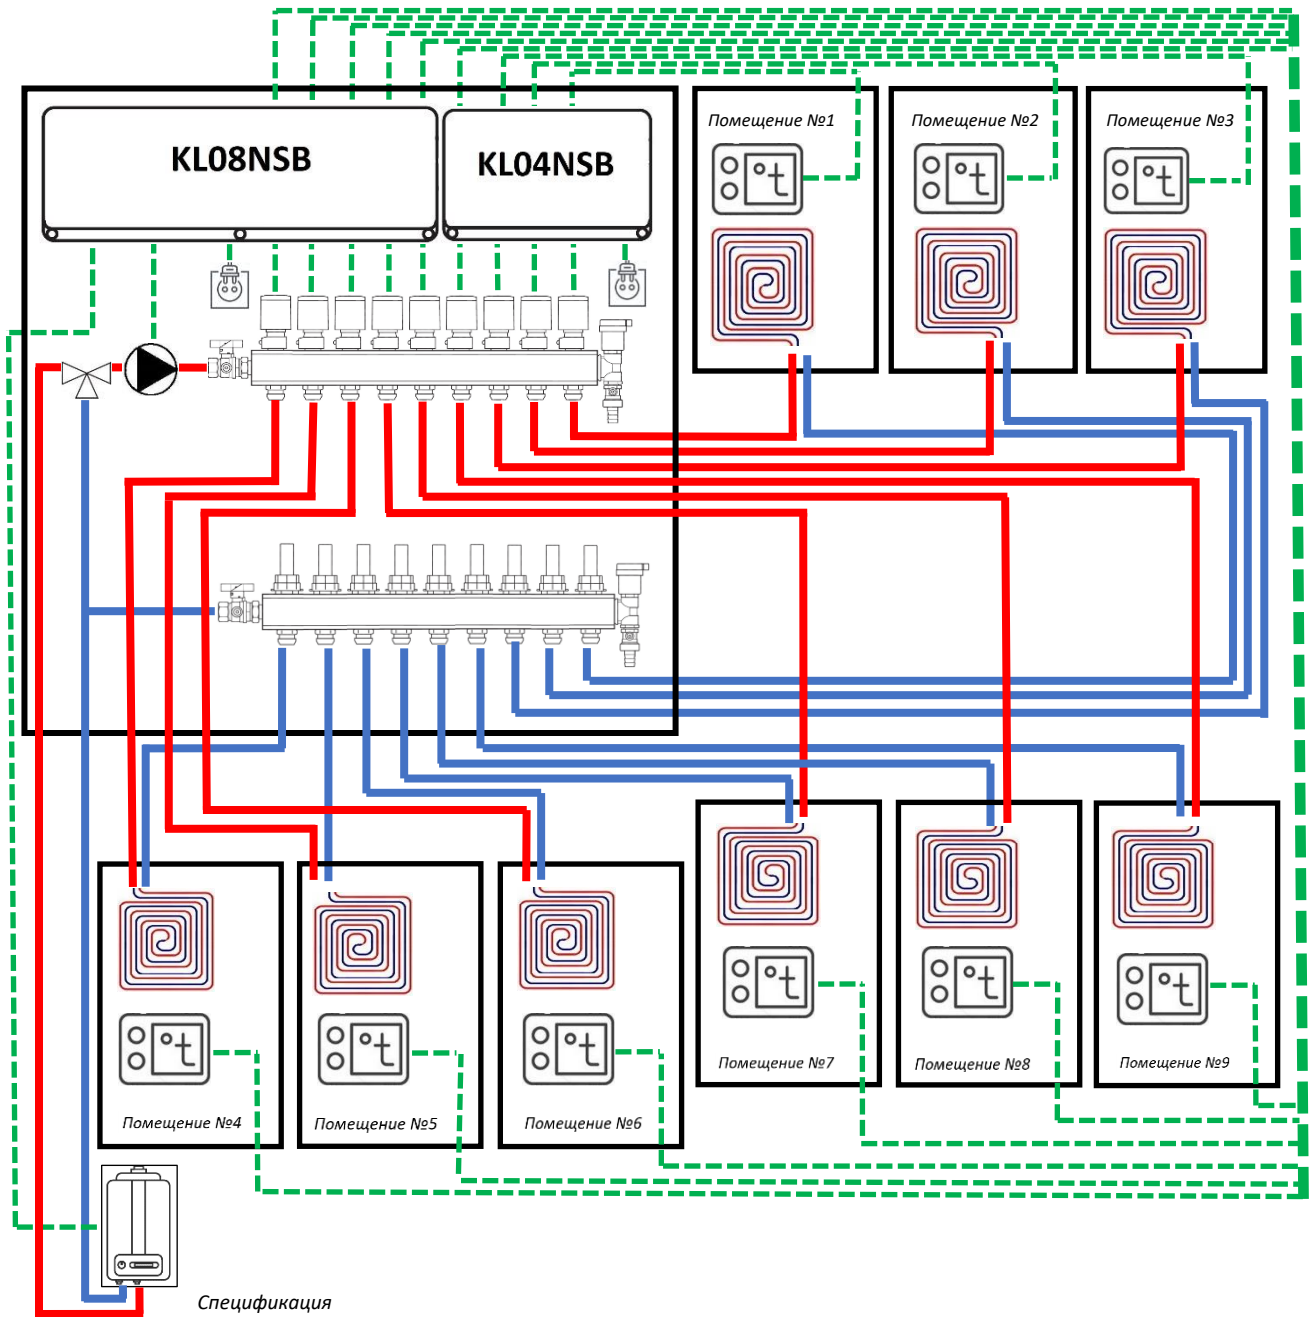 KL08NSB
KL04NSB
Помещение №1
Помещение №2
Помещение №3
°t
°t
°t
°t
°t
°t
°t
°t
°t
Помещение №7
Помещение №8
Помещение №9
Помещение №4
Помещение №5
Помещение №6
Спецификация